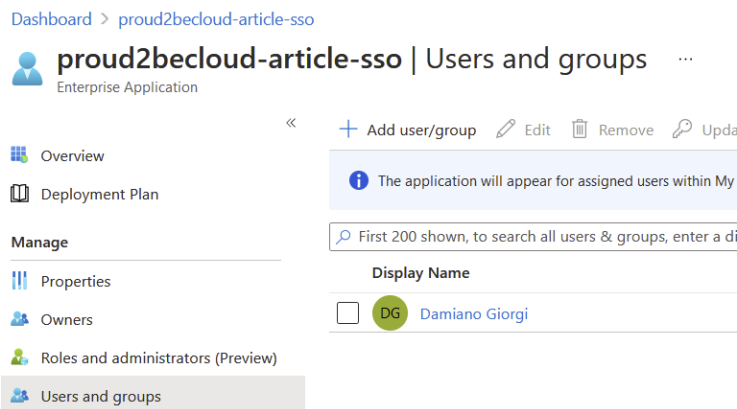 Dashboard > proud2becloud-article-sso
proud2becloud-article-sso | Users and groups ...
Enterprise Application
«
Add user/group Edit Remove Upda
Overview
Deployment Plan
The application will appear for assigned users within My
Manage
First 200 shown, to search all users & groups, enter a di
Display Name
Properties
DG Damiano Giorgi
Owners
Roles and administrators (Preview)
Users and groups